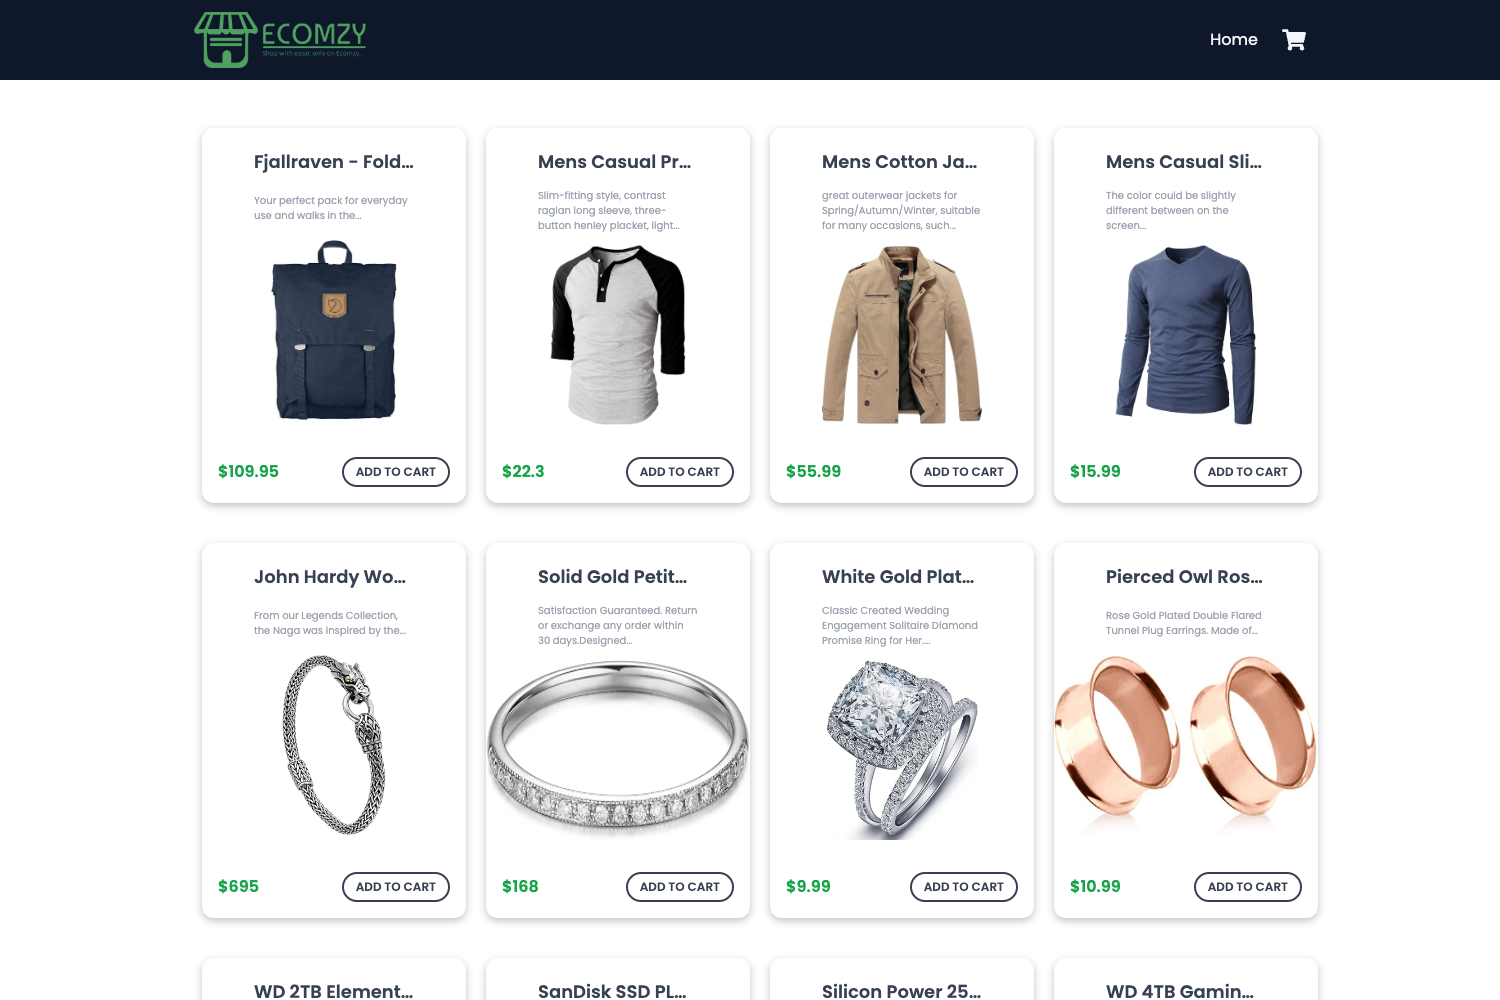 ECOMZY
Shop with ease, only on Ecomzy.
Home
Fjallraven - Fold...
Your perfect pack for everyday
use and walks in the...
$109.95
ADD TO CART
Mens Casual Pr...
Slim-fitting style, contrast
raglan long sleeve, three-
button henley placket, light...
$22.3
ADD TO CART
Mens Cotton Ja...
great outerwear jackets for
Spring/Autumn/Winter, suitable
for many occasions, such...
$55.99
ADD TO CART
Mens Casual Sli...
The color could be slightly
different between on the
screen...
$15.99
ADD TO CART
John Hardy Wo...
From our Legends Collection,
the Naga was inspired by the...
$695
ADD TO CART
Solid Gold Petit...
Satisfaction Guaranteed. Return
or exchange any order within
30 days.Designed...
$168
ADD TO CART
White Gold Plat...
Classic Created Wedding
Engagement Solitaire Diamond
Promise Ring for Her....
$9.99
ADD TO CART
Pierced Owl Ros...
Rose Gold Plated Double Flared
Tunnel Plug Earrings. Made of...
$10.99
ADD TO CART
WD 2TB Element...
SanDisk SSD PL...
Silicon Power 25...
WD 4TB Gamin...